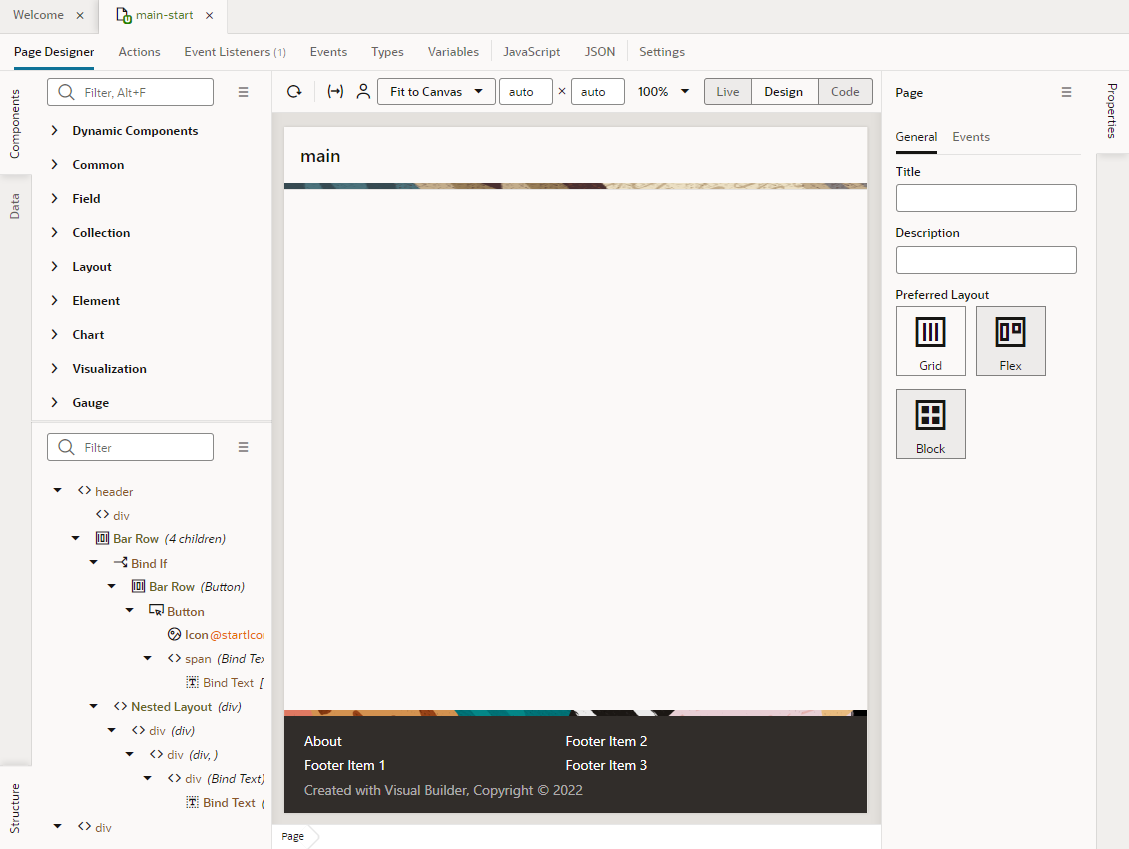 Welcome ×
main-start ×
Page Designer Actions Event Listeners (1) Events Types Variables JavaScript JSON Settings
Components
Data
Structure
Filter, Alt+F
Dynamic Components
Common
Field
Collection
Layout
Element
Chart
Visualization
Gauge
Filter
header
div
Bar Row (4 children)
Bind If
Bar Row (Button)
Button
Icon @startIco
span (Bind Te
Bind Text [
Nested Layout (div)
div (div)
div (div, )
div (Bind Text)
Bind Text (
div
Fit to Canvas auto × auto 100% Live Design Code
main
About Footer Item 2
Footer Item 1 Footer Item 3
Created with Visual Builder, Copyright © 2022
Page
Page
General Events
Title
Description
Preferred Layout
Grid Flex
Block
Properties